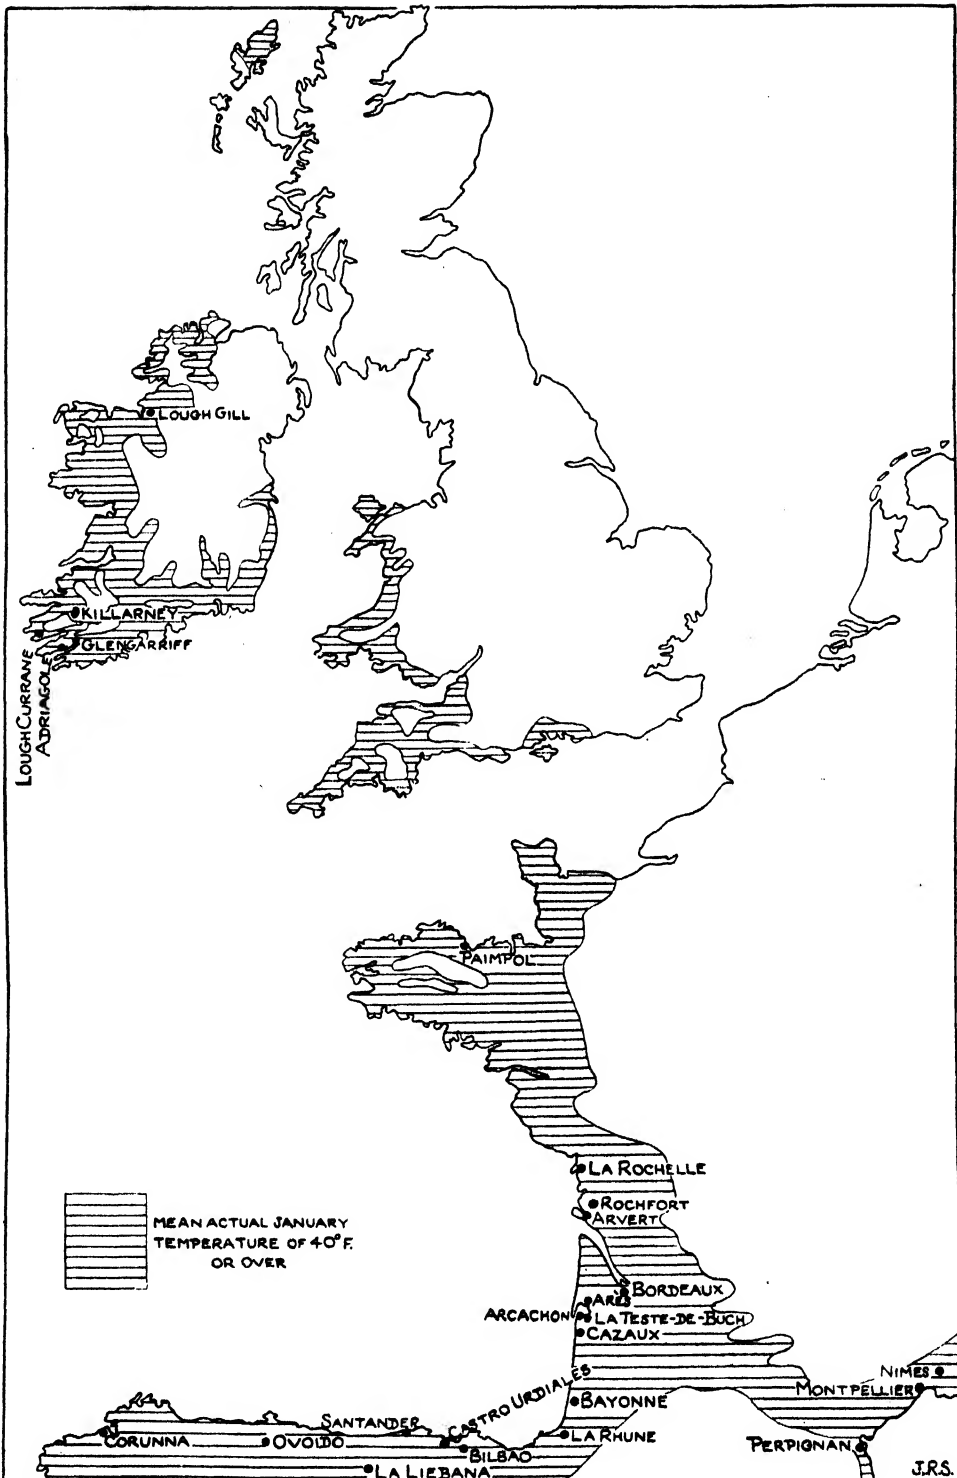 LOUGH GILL
KILLARNEY
GLENGARRIFF
LOUGH CURRANE
ADRIAGOLE
PAIMPOL
LA ROCHELLE
ROCHFORT
ARVERT
MEAN ACTUAL JANUARY
TEMPERATURE OF 40°F.
OR OVER
BORDEAUX
ARÈS
ARCACHON
LA TESTE-DE-BUCH
CAZAUX
NIMES
MONTPELLIER
CASTRO URDIALES
BAYONNE
SANTANDER
CORUNNA
OVOIDO
LA RHUNE
BILBAO
PERPIGNAN
LA LIEBANA
J.R.S.